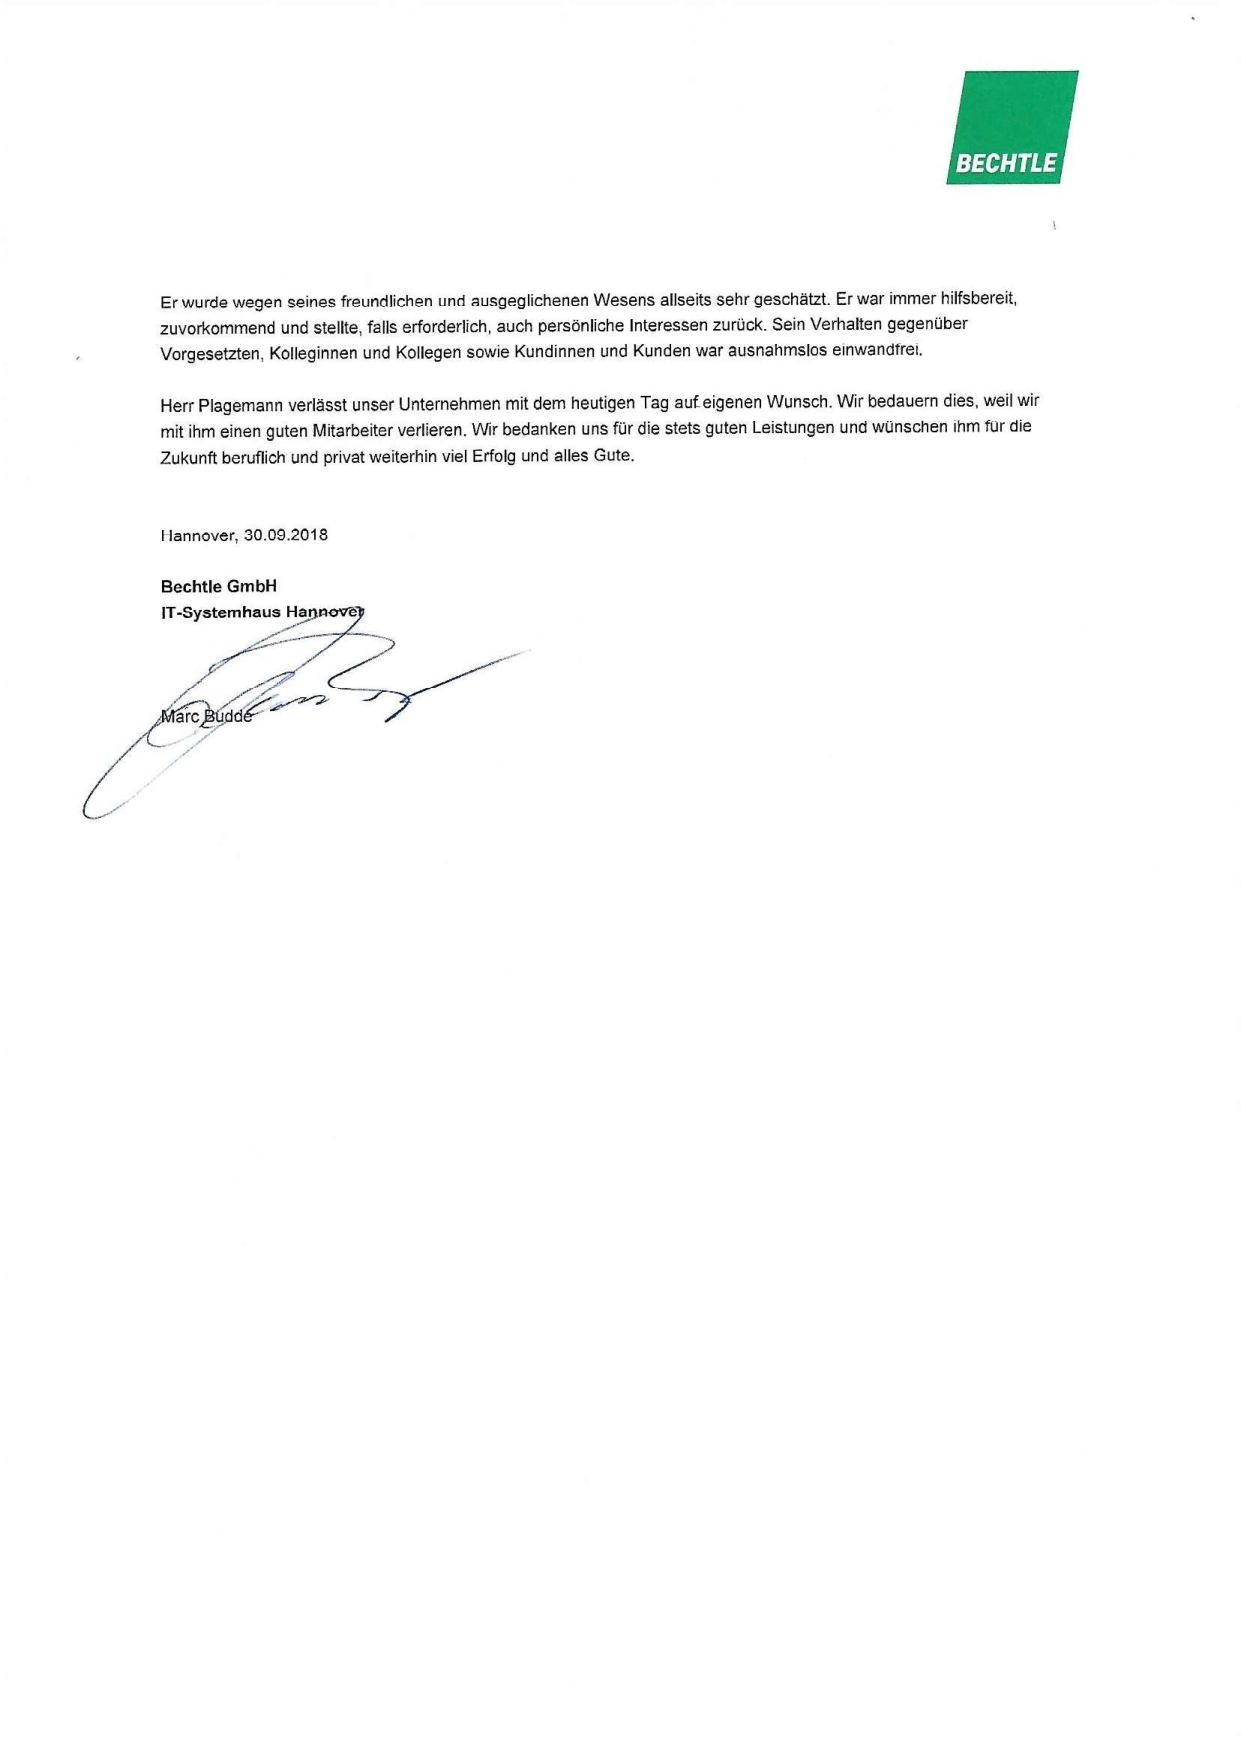 BECHTLE
Er wurde wegen seines freundlichen und ausgeglichenen Wesens allseits sehr geschätzt. Er war immer hilfsbereit,
zuvorkommend und stellte, falls erforderlich, auch persönliche Interessen zurück. Sein Verhalten gegenüber
Vorgesetzten, Kolleginnen und Kollegen sowie Kundinnen und Kunden war ausnahmslos einwandfrei.
Herr Plagemann verlässt unser Unternehmen mit dem heutigen Tag auf eigenen Wunsch. Wir bedauern dies, weil wir
mit ihm einen guten Mitarbeiter verlieren. Wir bedanken uns für die stets guten Leistungen und wünschen ihm für die
Zukunft beruflich und privat weiterhin viel Erfolg und alles Gute.
Hannover, 30.09.2018
Bechtle GmbH
IT-Systemhaus Hannover
Marc Budde